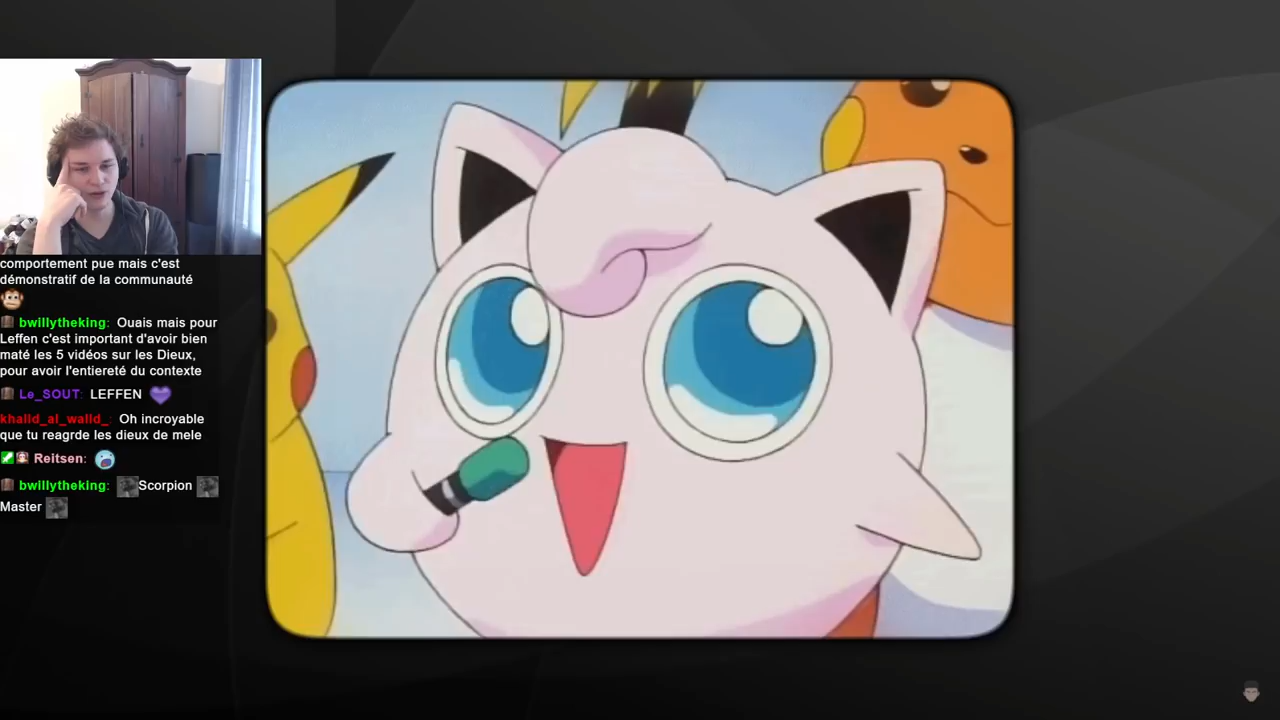 comportement pue mais c'est
démonstratif de la communauté
bwillytheking: Ouais mais pour
Leffen c'est important d'avoir bien
maté les 5 vidéos sur les Dieux,
pour avoir l'entiereté du contexte
Le_SOUT: LEFFEN
khalid_al_walld_: Oh incroyable
que tu reagrde les dieux de mele
Reitsen:
bwillytheking: Scorpion
Master